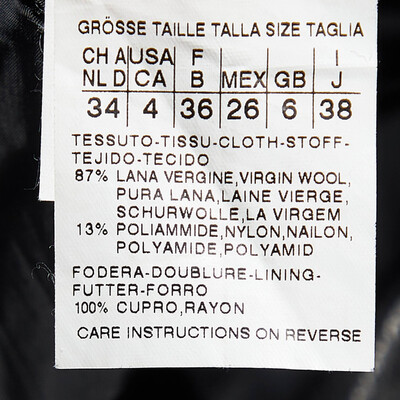 GRÖSSE TAILLE TALLA SIZE TAGLIA
CH A USA F I
NL D CA B MEX GB J
34 4 36 26 6 38
TESSUTO-TISSU-CLOTH-STOFF-
TEJIDO-TECIDO
87% LANA VERGINE,VIRGIN WOOL,
PURA LANA,LAINE VIERGE,
SCHURWOLLE,LA VIRGEM
13% POLIAMMIDE,NYLON,NAILON,
POLYAMIDE,POLYAMID
FODERA-DOUBLURE-LINING-
FUTTER-FORRO
100% CUPRO,RAYON
CARE INSTRUCTIONS ON REVERSE